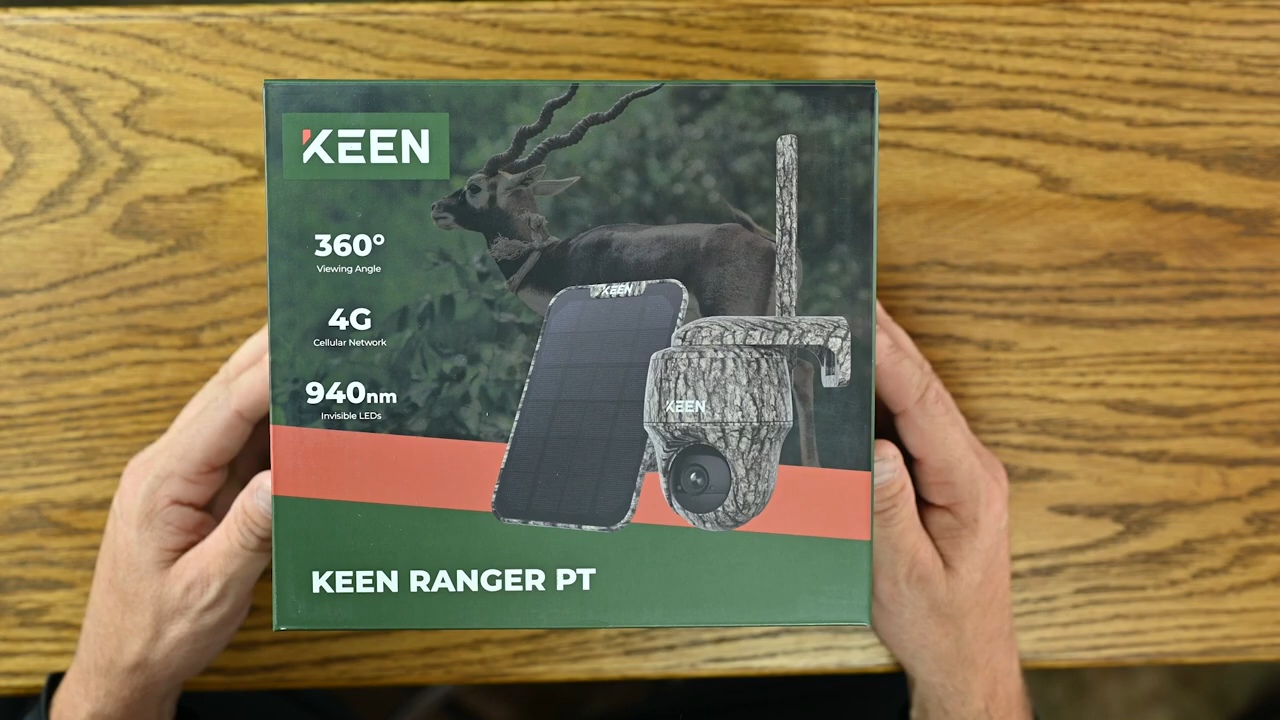 KEEN
360°
Viewing Angle
4G
Cellular Network
940nm
Invisible LEDs
KEEN
KEEN
KEEN RANGER PT